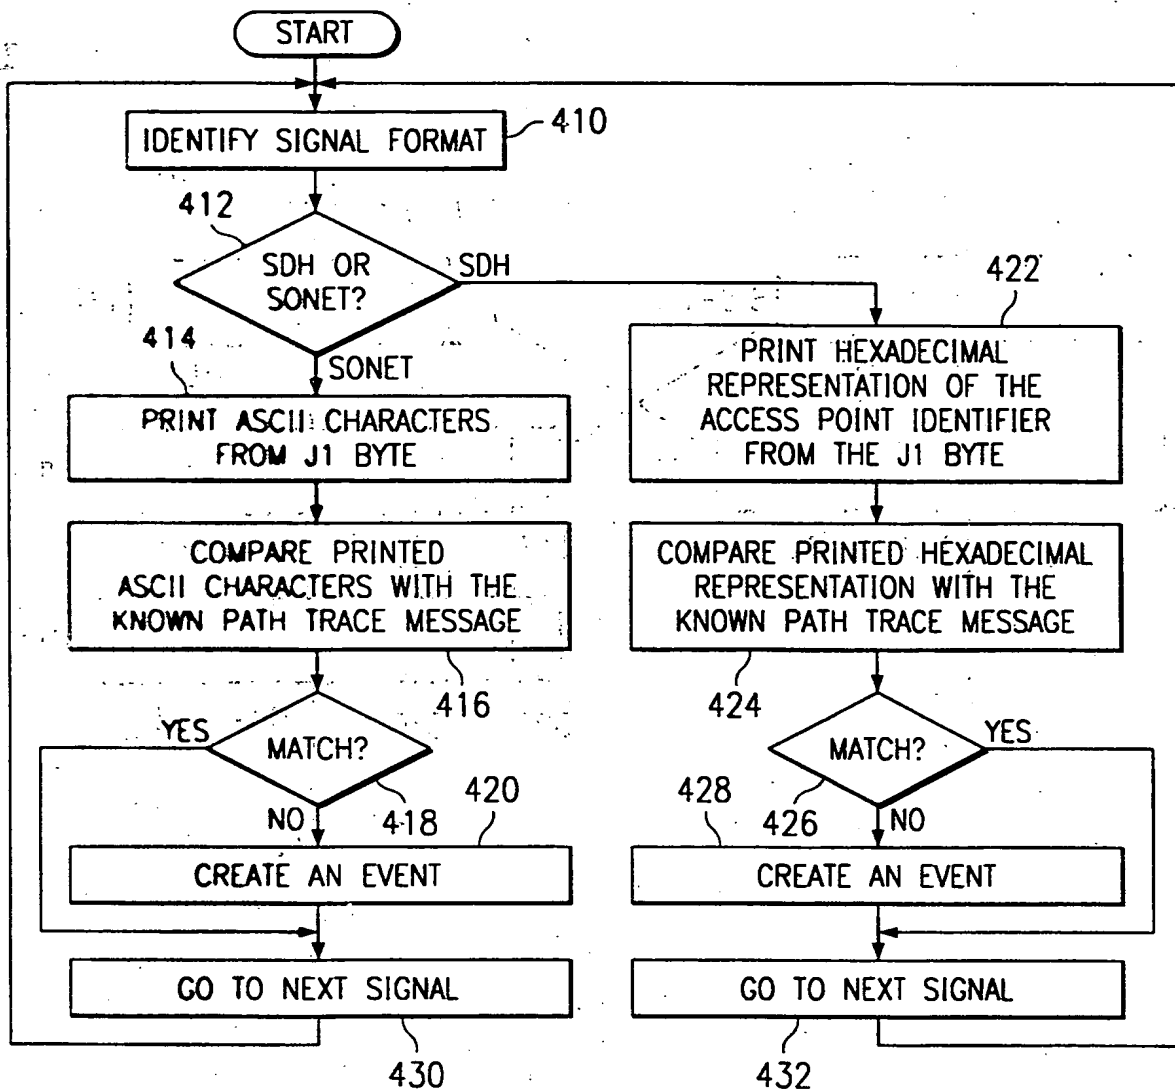 START
IDENTIFY SIGNAL FORMAT
410
412
SDH OR
SONET?
SDH
SONET
414
PRINT ASCII CHARACTERS
FROM J1 BYTE
COMPARE PRINTED
ASCII CHARACTERS WITH THE
KNOWN PATH TRACE MESSAGE
416
YES
MATCH?
418
NO
420
CREATE AN EVENT
GO TO NEXT SIGNAL
430
422
PRINT HEXADECIMAL
REPRESENTATION OF THE
ACCESS POINT IDENTIFIER
FROM THE J1 BYTE
COMPARE PRINTED HEXADECIMAL
REPRESENTATION WITH THE
KNOWN PATH TRACE MESSAGE
424
MATCH?
YES
426
NO
428
CREATE AN EVENT
GO TO NEXT SIGNAL
432